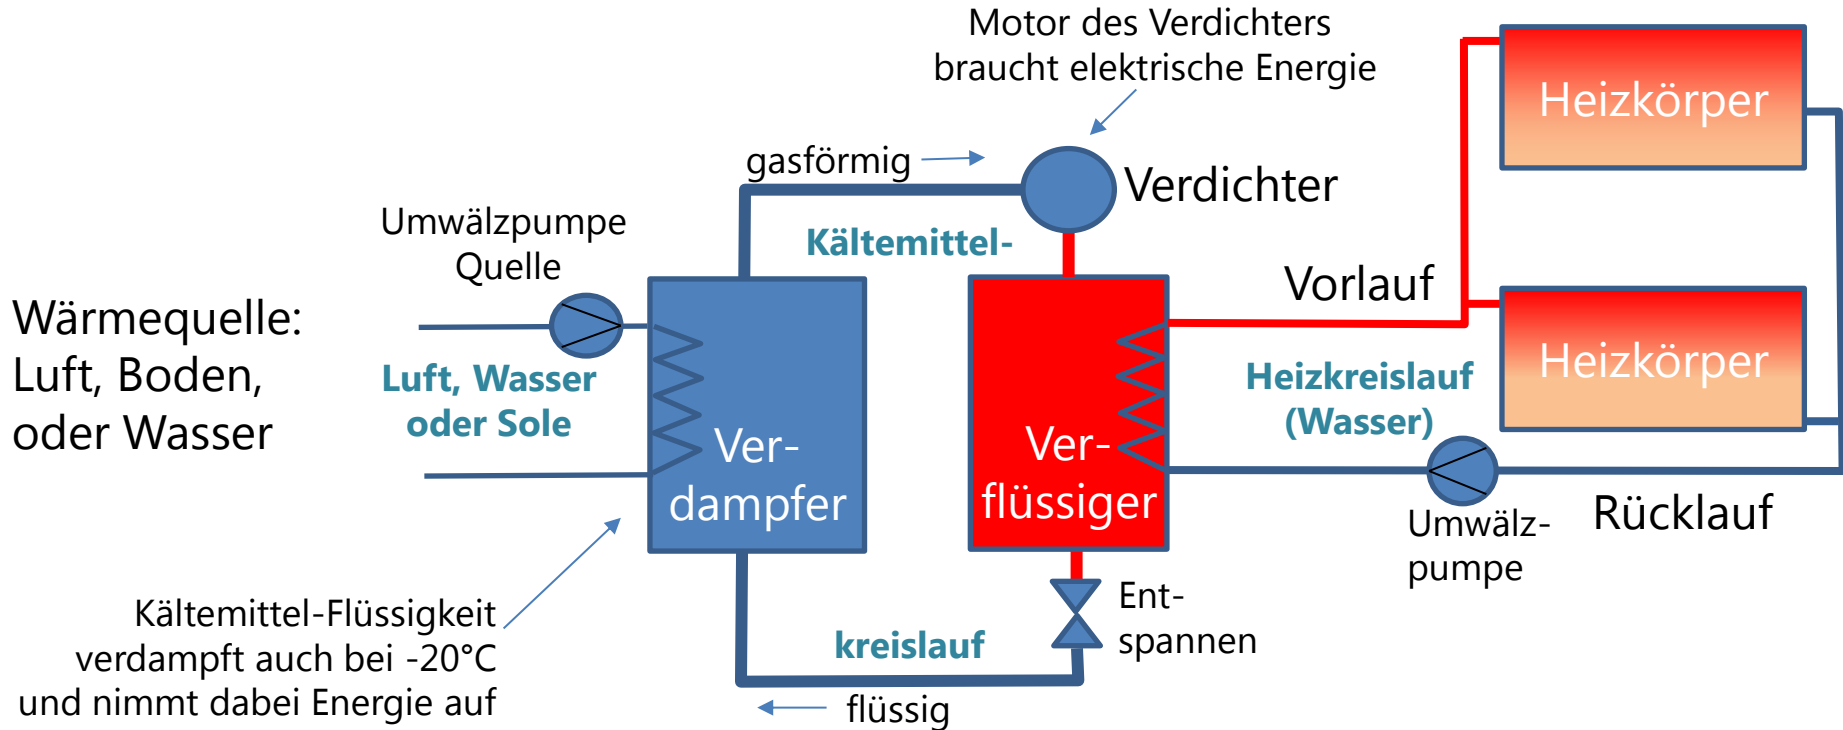 Motor des Verdichters
braucht elektrische Energie
Heizkörper
gasförmig
Verdichter
Umwälzpumpe
Quelle
Kältemittel-
Vorlauf
Wärmequelle:
Luft, Boden,
oder Wasser
Luft, Wasser
oder Sole
Heizkreislauf
(Wasser)
Heizkörper
Ver-
dampfer
Ver-
flüssiger
Umwälz-
pumpe
Rücklauf
Kältemittel-Flüssigkeit
verdampft auch bei -20°C
und nimmt dabei Energie auf
kreislauf
Ent-
spannen
flüssig